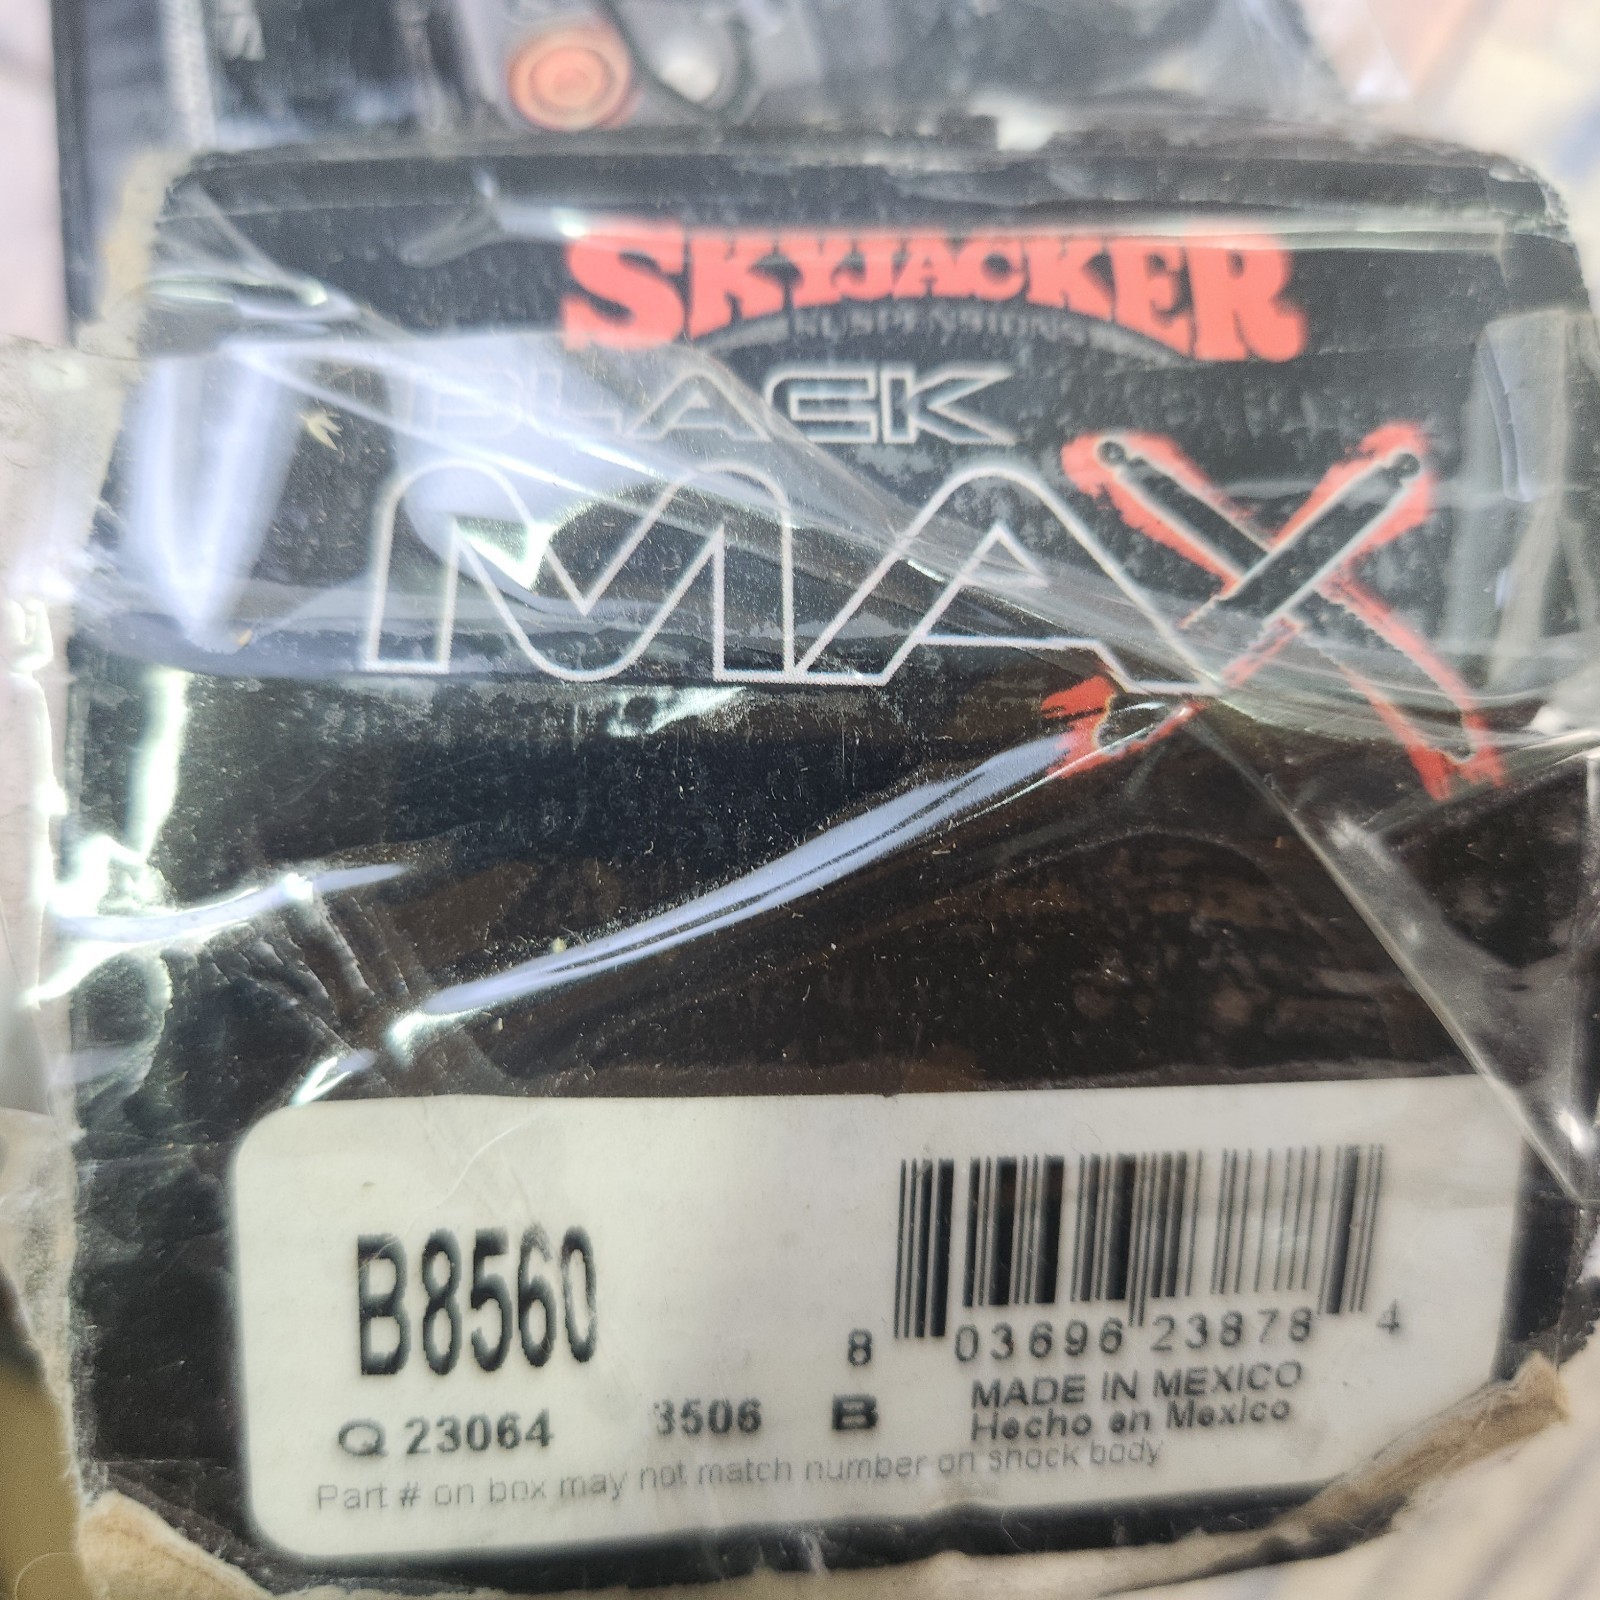 SKYJACKER
SUSPENSIONS
BLACK
MAX
B8560
8 03696 23878 4
MADE IN MEXICO
Hecho en Mexico
Q 23064 3506 B
Part # on box may not match number on shock body